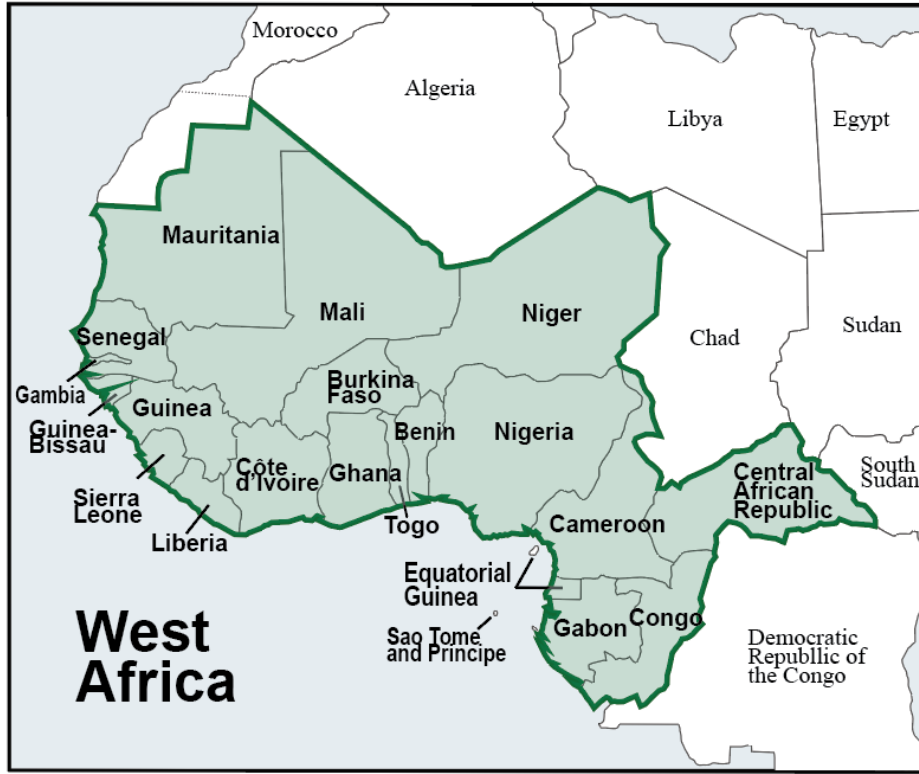 Morocco
Algeria
Libya
Egypt
Mauritania
Mali
Niger
Chad
Sudan
Senegal
Gambia
Guinea
Guinea-
Bissau
Burkina
Faso
Benin
Nigeria
Côte
d'Ivoire
Ghana
Togo
Sierra
Leone
Liberia
Cameroon
Central
African
Republic
South
Sudan
Equatorial
Guinea
Sao Tome
and Principe
Gabon
Congo
Democratic
Republlic of
the Congo
West
Africa